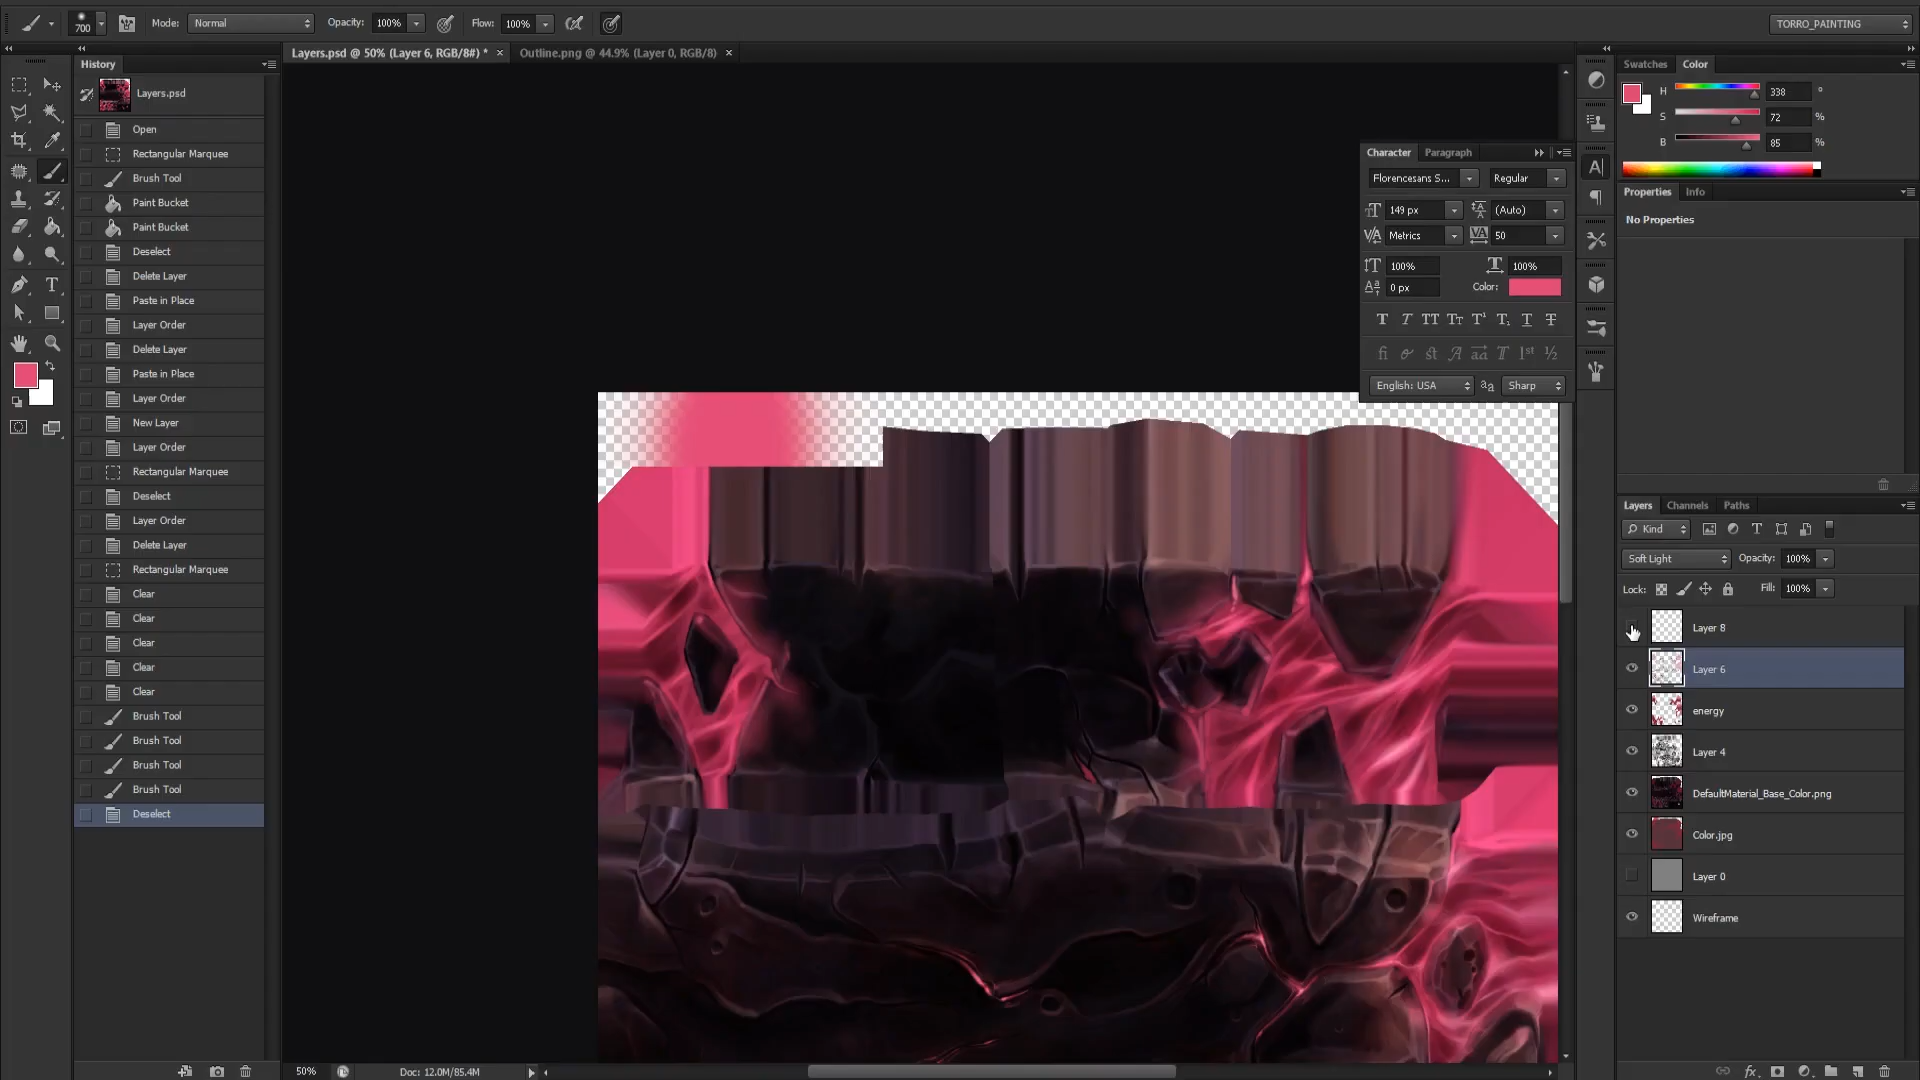 700
Mode: Normal Opacity: 100% Flow: 100% TORRO_PAINTING
Layers.psd @ 50% (Layer 6, RGB/8#) * × Outline.png @ 44.9% (Layer 0, RGB/8) ×
History
Layers.psd
Open
Rectangular Marquee
Brush Tool
Paint Bucket
Paint Bucket
Deselect
Delete Layer
Paste in Place
Layer Order
Delete Layer
Paste in Place
Layer Order
New Layer
Layer Order
Rectangular Marquee
Deselect
Layer Order
Delete Layer
Rectangular Marquee
Clear
Clear
Clear
Clear
Clear
Brush Tool
Brush Tool
Brush Tool
Brush Tool
Deselect
50% Doc: 12.0M/85.4M
Character Paragraph
Florencesans S... Regular
149 px (Auto)
Metrics 50
100% 100%
0 px Color:
English: USA aa Sharp
Swatches Color
H 338 °
S 72 %
B 85 %
Properties Info
No Properties
Layers Channels Paths
Kind
Soft Light Opacity: 100%
Lock: Fill: 100%
Layer 8
Layer 6
energy
Layer 4
DefaultMaterial_Base_Color.png
Color.jpg
Layer 0
Wireframe